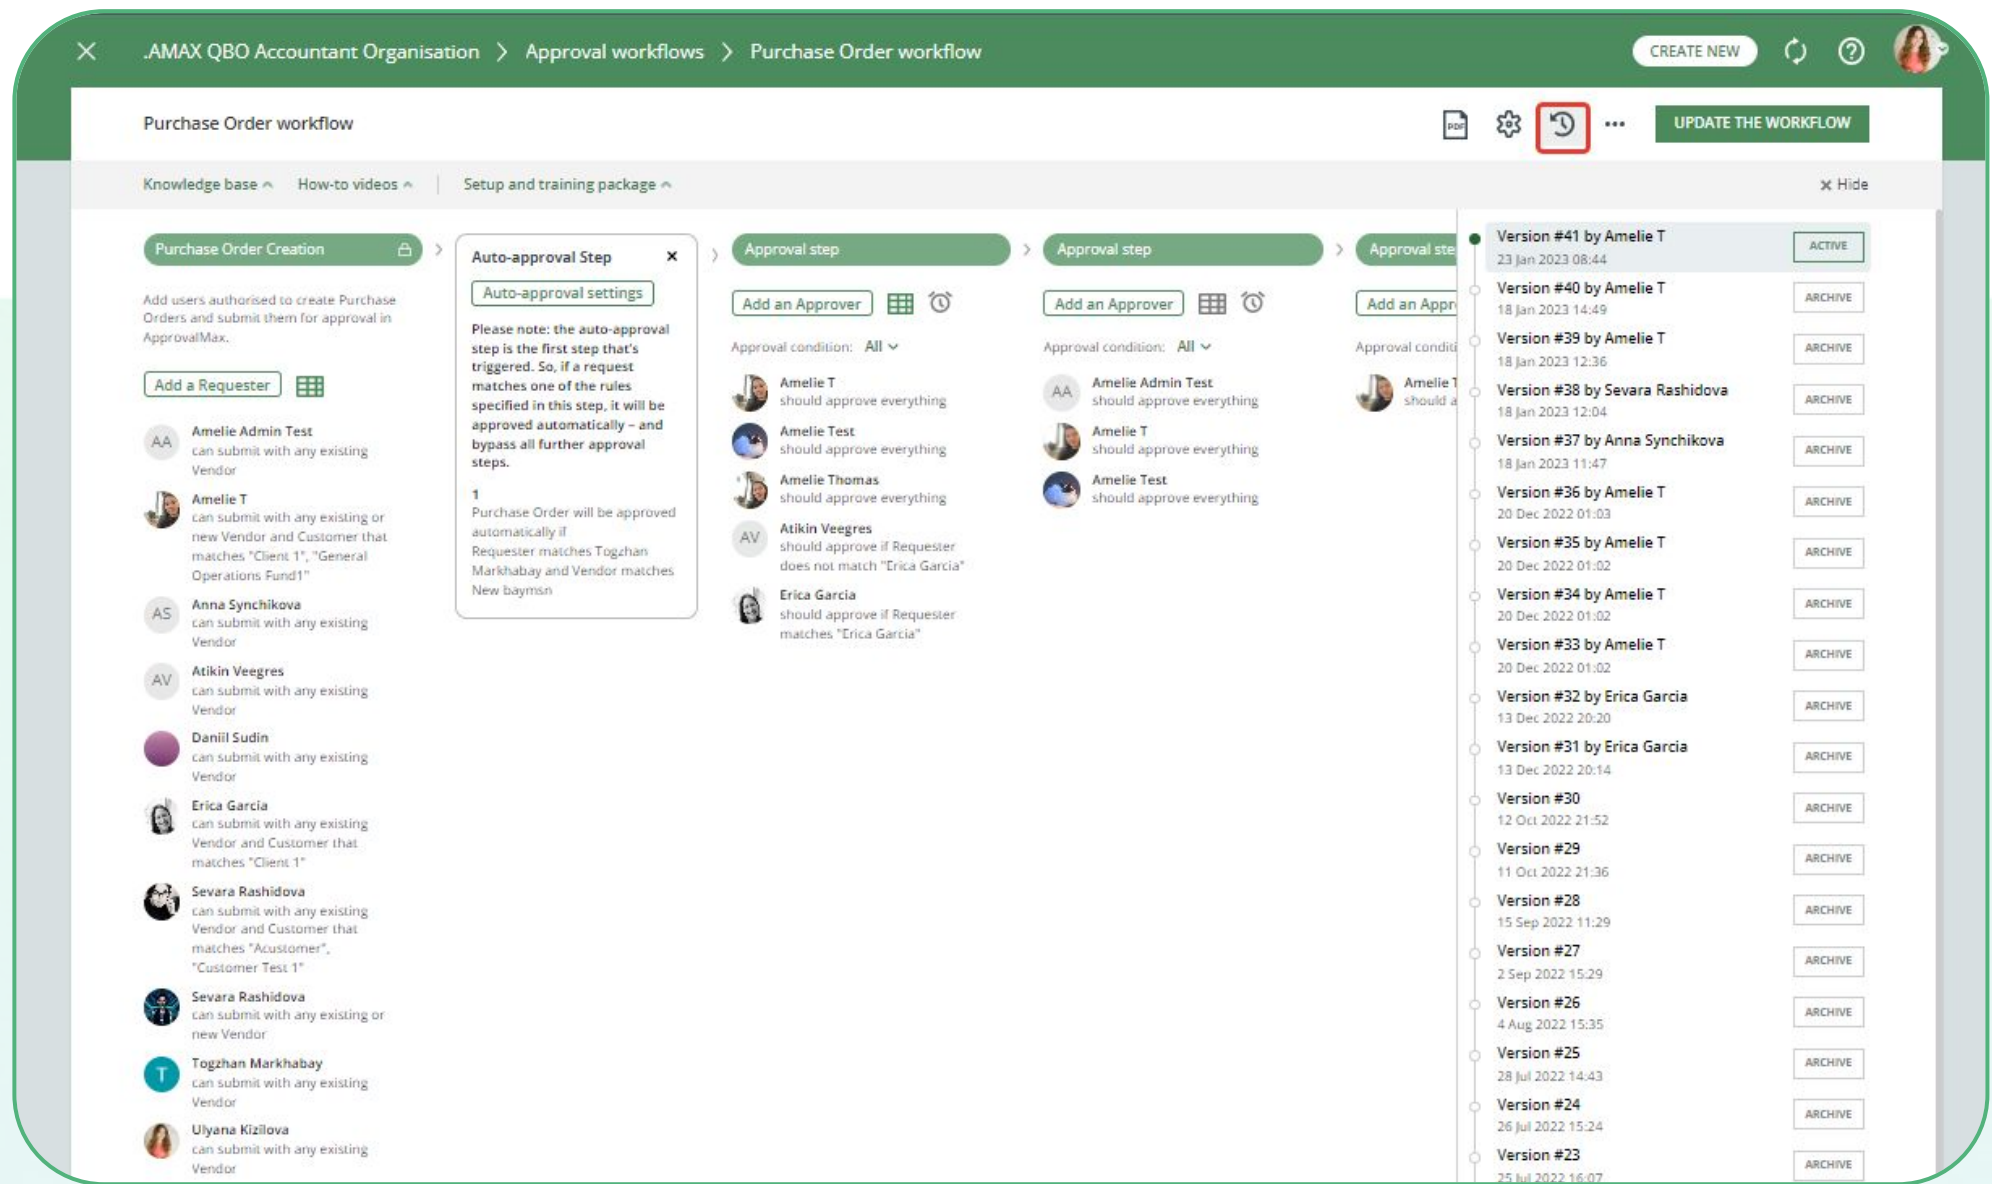 .AMAX QBO Accountant Organisation > Approval workflows > Purchase Order workflow
CREATE NEW
Purchase Order workflow
PDF
UPDATE THE WORKFLOW
Knowledge base
How-to videos
Setup and training package
Hide
Purchase Order Creation
Add users authorised to create Purchase
Orders and submit them for approval in
ApprovalMax.
Add a Requester
AA
Amelie Admin Test
can submit with any existing
Vendor
Amelie T
can submit with any existing or
new Vendor and Customer that
matches "Client 1", "General
Operations Fund1"
AS
Anna Synchikova
can submit with any existing
Vendor
AV
Atikin Veegres
can submit with any existing
Vendor
Daniil Sudin
can submit with any existing
Vendor
Erica Garcia
can submit with any existing
Vendor and Customer that
matches "Client 1"
Sevara Rashidova
can submit with any existing
Vendor and Customer that
matches "Acustomer",
"Customer Test 1"
Sevara Rashidova
can submit with any existing or
new Vendor
T
Togzhan Markhabay
can submit with any existing
Vendor
Ulyana Kizilova
can submit with any existing
Vendor
Auto-approval Step
Auto-approval settings
Please note: the auto-approval
step is the first step that's
triggered. So, if a request
matches one of the rules
specified in this step, it will be
approved automatically – and
bypass all further approval
steps.
1
Purchase Order will be approved
automatically if
Requester matches Togzhan
Markhabay and Vendor matches
New baymsn
Approval step
Add an Approver
Approval condition: All
Amelie T
should approve everything
Amelie Test
should approve everything
Amelie Thomas
should approve everything
AV
Atikin Veegres
should approve if Requester
does not match "Erica Garcia"
Erica Garcia
should approve if Requester
matches "Erica Garcia"
Approval step
Add an Approver
Approval condition: All
AA
Amelie Admin Test
should approve everything
Amelie T
should approve everything
Amelie Test
should approve everything
Approval ste
Add an Appr
Approval conditi
Amelie T
should a
Version #41 by Amelie T
23 Jan 2023 08:44
ACTIVE
Version #40 by Amelie T
18 Jan 2023 14:49
ARCHIVE
Version #39 by Amelie T
18 Jan 2023 12:36
ARCHIVE
Version #38 by Sevara Rashidova
18 Jan 2023 12:04
ARCHIVE
Version #37 by Anna Synchikova
18 Jan 2023 11:47
ARCHIVE
Version #36 by Amelie T
20 Dec 2022 01:03
ARCHIVE
Version #35 by Amelie T
20 Dec 2022 01:02
ARCHIVE
Version #34 by Amelie T
20 Dec 2022 01:02
ARCHIVE
Version #33 by Amelie T
20 Dec 2022 01:02
ARCHIVE
Version #32 by Erica Garcia
13 Dec 2022 20:20
ARCHIVE
Version #31 by Erica Garcia
13 Dec 2022 20:14
ARCHIVE
Version #30
12 Oct 2022 21:52
ARCHIVE
Version #29
11 Oct 2022 21:36
ARCHIVE
Version #28
15 Sep 2022 11:29
ARCHIVE
Version #27
2 Sep 2022 15:29
ARCHIVE
Version #26
4 Aug 2022 15:35
ARCHIVE
Version #25
28 Jul 2022 14:43
ARCHIVE
Version #24
26 Jul 2022 15:24
ARCHIVE
Version #23
25 Jul 2022 16:07
ARCHIVE